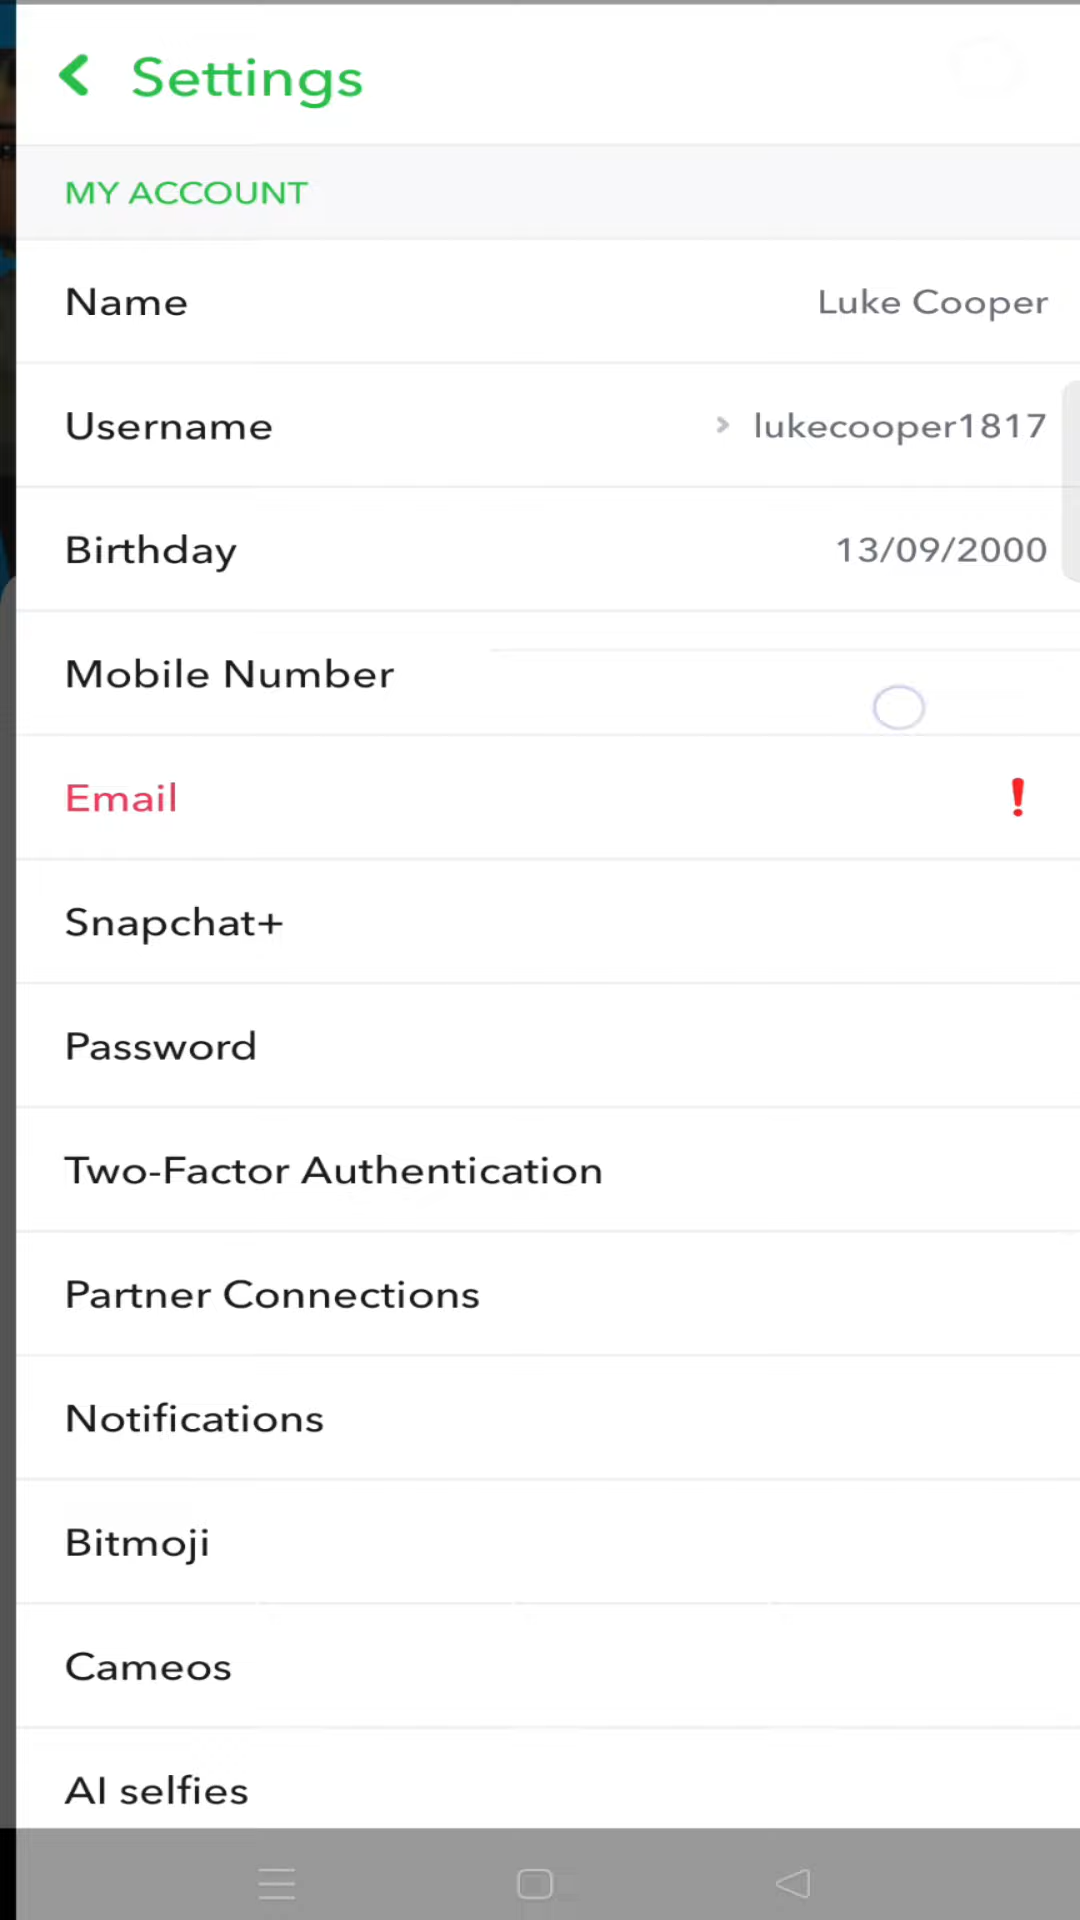 Settings
MY ACCOUNT
Name Luke Cooper
Username lukecooper1817
Birthday 13/09/2000
Mobile Number
Email
Snapchat+
Password
Two-Factor Authentication
Partner Connections
Notifications
Bitmoji
Cameos
AI selfies